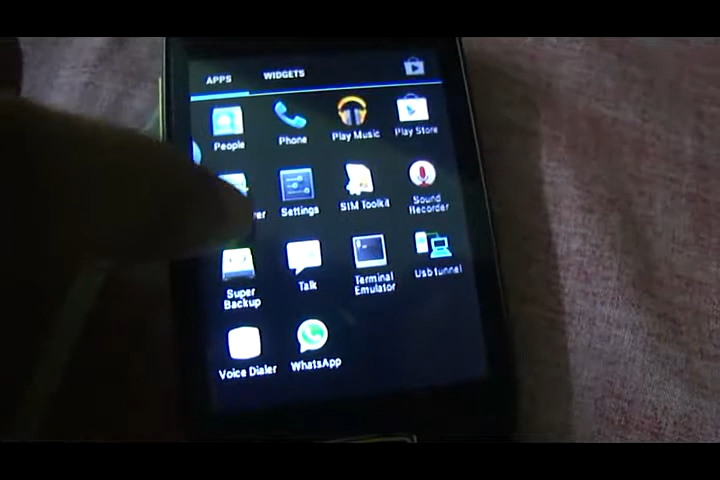 APPS WIDGETS
People Phone Play Music Play Store
Settings SIM Toolkit Sound
Recorder
Super
Backup Talk Terminal
Emulator Usb tunnel
Voice Dialer WhatsApp